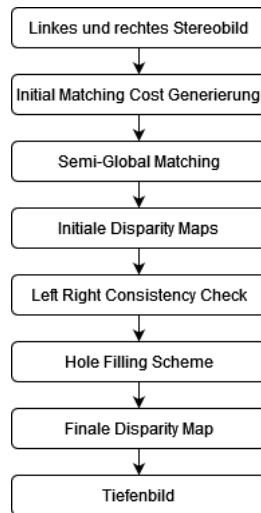 Linkes und rechtes Stereobild
Initial Matching Cost Generierung
Semi-Global Matching
Initiale Disparity Maps
Left Right Consistency Check
Hole Filling Scheme
Finale Disparity Map
Tiefenbild